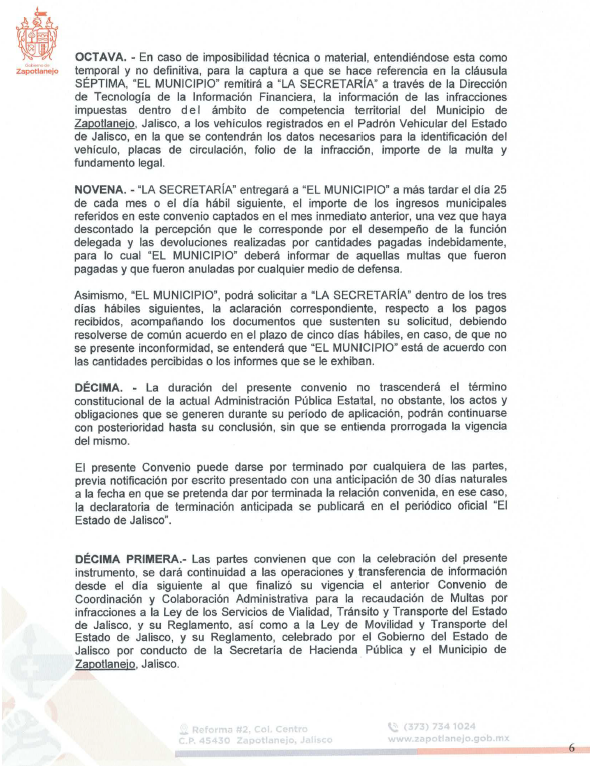 Gobierno de
Zapotlanejo
OCTAVA. - En caso de imposibilidad técnica o material, entendiéndose esta como
temporal y no definitiva, para la captura a que se hace referencia en la cláusula
SÉPTIMA, "EL MUNICIPIO" remitirá a "LA SECRETARÍA" a través de la Dirección
de Tecnología de la Información Financiera, la información de las infracciones
impuestas dentro del ámbito de competencia territorial del Municipio de
Zapotlanejo, Jalisco, a los vehículos registrados en el Padrón Vehicular del Estado
de Jalisco, en la que se contendrán los datos necesarios para la identificación del
vehículo, placas de circulación, folio de la infracción, importe de la multa y
fundamento legal.
NOVENA. - "LA SECRETARÍA" entregará a "EL MUNICIPIO" a más tardar el día 25
de cada mes o el día hábil siguiente, el importe de los ingresos municipales
referidos en este convenio captados en el mes inmediato anterior, una vez que haya
descontado la percepción que le corresponde por el desempeño de la función
delegada y las devoluciones realizadas por cantidades pagadas indebidamente,
para lo cual "EL MUNICIPIO" deberá informar de aquellas multas que fueron
pagadas y que fueron anuladas por cualquier medio de defensa.
Asimismo, "EL MUNICIPIO", podrá solicitar a "LA SECRETARÍA" dentro de los tres
días hábiles siguientes, la aclaración correspondiente, respecto a los pagos
recibidos, acompañando los documentos que sustenten su solicitud, debiendo
resolverse de común acuerdo en el plazo de cinco días hábiles, en caso, de que no
se presente inconformidad, se entenderá que "EL MUNICIPIO" está de acuerdo con
las cantidades percibidas o los informes que se le exhiban.
DÉCIMA. - La duración del presente convenio no trascenderá el término
constitucional de la actual Administración Pública Estatal, no obstante, los actos y
obligaciones que se generen durante su período de aplicación, podrán continuarse
con posterioridad hasta su conclusión, sin que se entienda prorrogada la vigencia
del mismo.
El presente Convenio puede darse por terminado por cualquiera de las partes,
previa notificación por escrito presentado con una anticipación de 30 días naturales
a la fecha en que se pretenda dar por terminada la relación convenida, en ese caso,
la declaratoria de terminación anticipada se publicará en el periódico oficial "El
Estado de Jalisco".
DÉCIMA PRIMERA.- Las partes convienen que con la celebración del presente
instrumento, se dará continuidad a las operaciones y transferencia de información
desde el día siguiente al que finalizó su vigencia el anterior Convenio de
Coordinación y Colaboración Administrativa para la recaudación de Multas por
infracciones a la Ley de los Servicios de Vialidad, Tránsito y Transporte del Estado
de Jalisco, y su Reglamento, así como a la Ley de Movilidad y Transporte del
Estado de Jalisco, y su Reglamento, celebrado por el Gobierno del Estado de
Jalisco por conducto de la Secretaría de Hacienda Pública y el Municipio de
Zapotlanejo, Jalisco.
Reforma #2, Col. Centro
C.P. 45430 Zapotlanejo, Jalisco
(373) 734 1024
www.zapotlanejo.gob.mx
6